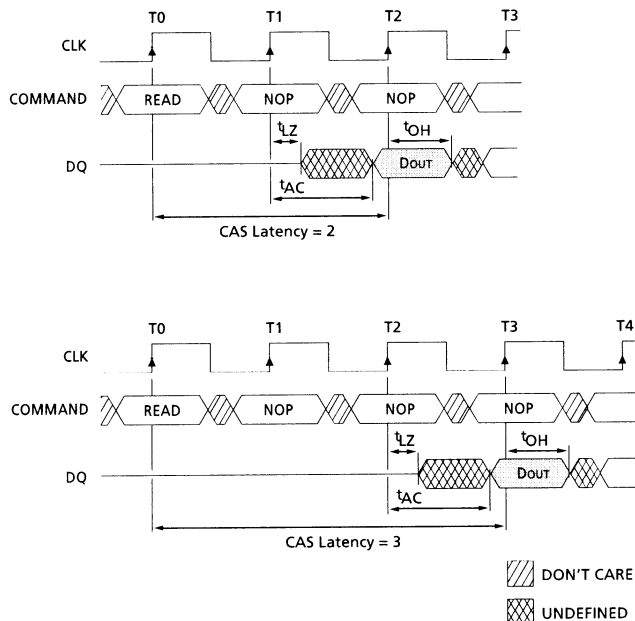 T0 T1 T2 T3
CLK
COMMAND READ NOP NOP
tLZ tOH
DQ DOUT
tAC
CAS Latency = 2
T0 T1 T2 T3 T4
CLK
COMMAND READ NOP NOP NOP
tLZ tOH
DQ DOUT
tAC
CAS Latency = 3
DON'T CARE
UNDEFINED